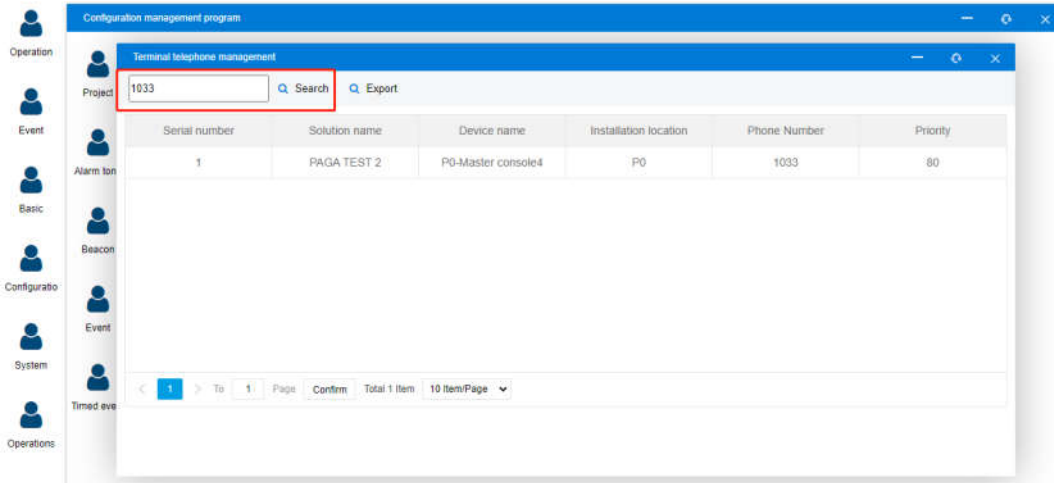 Configuration management program
Operation
Event
Basic
Configuratio
System
Operations
Project
Alarm ton
Beacon
Event
Timed eve
Terminal telephone management
1033 Search Export
Serial number Solution name Device name Installation location Phone Number Priority
1 PAGA TEST 2 P0-Master console4 P0 1033 80
< 1 > To 1 Page Confirm Total 1 Item 10 Item/Page